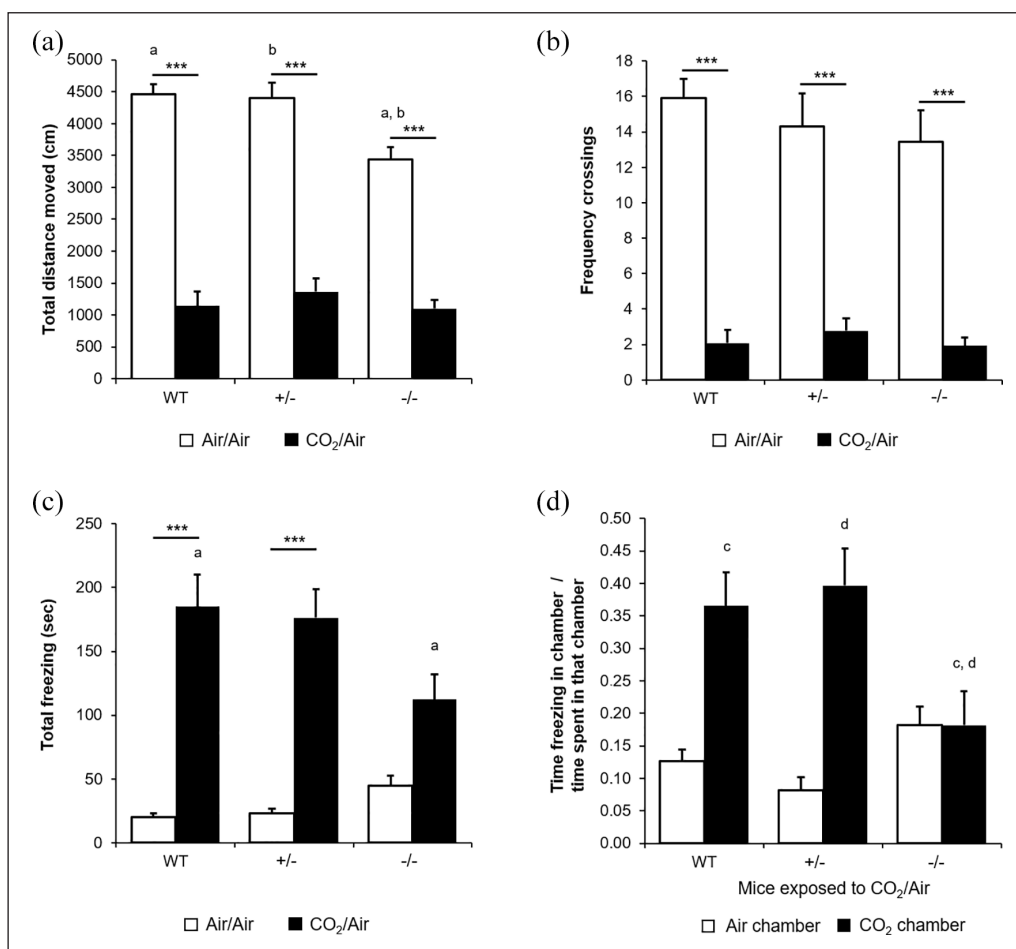 (a)
Total distance moved (cm)
5000
4500
4000
3500
3000
2500
2000
1500
1000
500
0
a
***
b
***
a, b
***
WT
+/-
-/-
Air/Air
CO₂/Air
(b)
Frequency crossings
18
16
14
12
10
8
6
4
2
0
***
***
***
WT
+/-
-/-
Air/Air
CO₂/Air
(c)
Total freezing (sec)
250
200
150
100
50
0
***
a
***
a
WT
+/-
-/-
Air/Air
CO₂/Air
(d)
Time freezing in chamber /
time spent in that chamber
0.50
0.45
0.40
0.35
0.30
0.25
0.20
0.15
0.10
0.05
0.00
c
d
c, d
WT
+/-
-/-
Mice exposed to CO₂/Air
Air chamber
CO₂ chamber